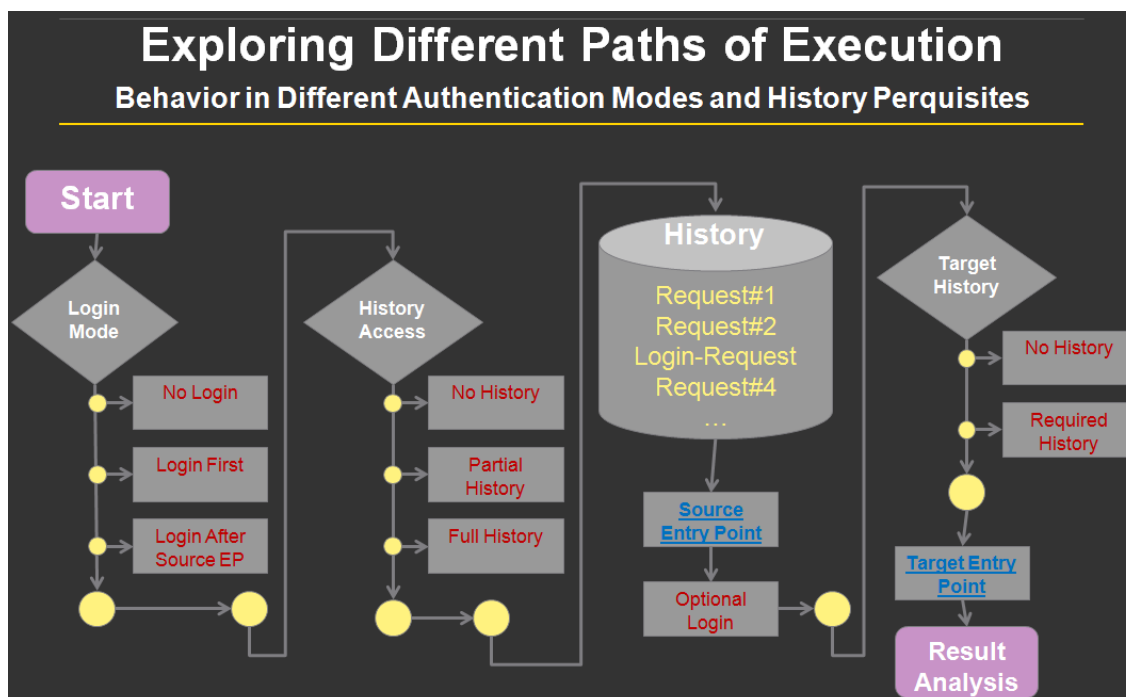 Exploring Different Paths of Execution
Behavior in Different Authentication Modes and History Perquisites
Start
Login
Mode
No Login
Login First
Login After
Source EP
History
Access
No History
Partial
History
Full History
History
Request#1
Request#2
Login-Request
Request#4
...
Source
Entry Point
Optional
Login
Target
History
No History
Required
History
Target Entry
Point
Result
Analysis